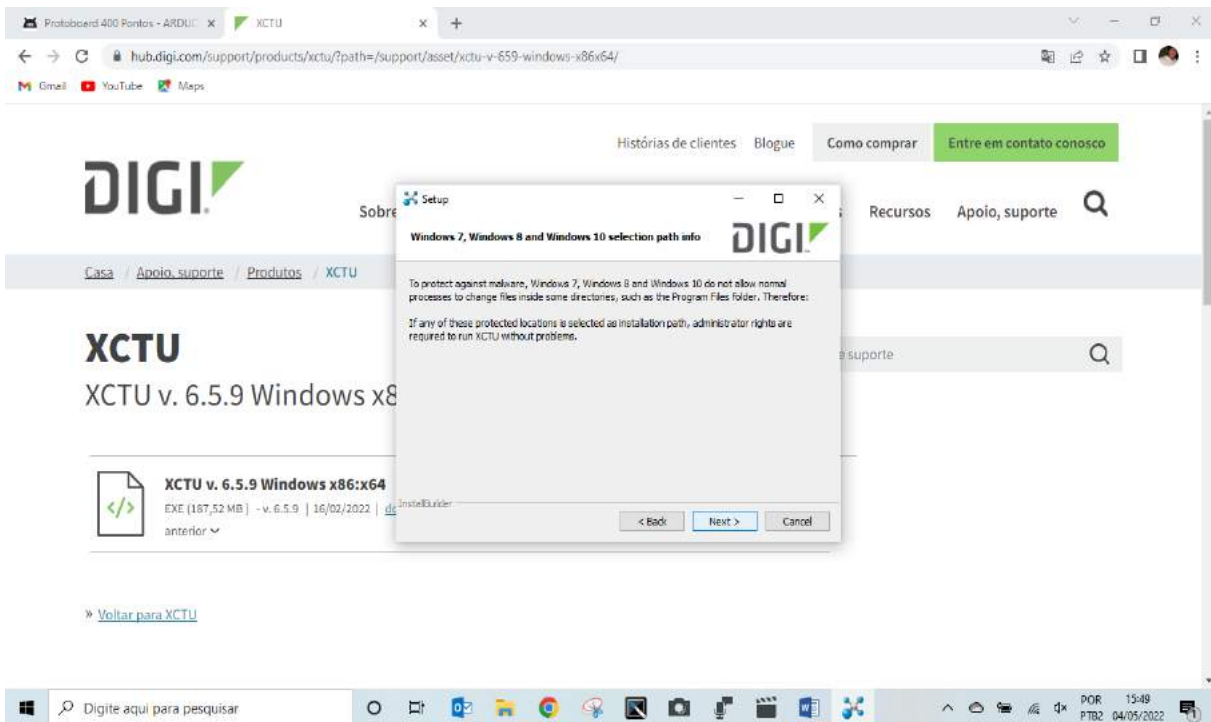 Protoboard 400 Pontos - ARDUI
XCTU
hub.digi.com/support/products/xctu/?path=/support/asset/xctu-v-659-windows-x86x64/
Gmail
YouTube
Maps
Histórias de clientes
Blogue
Como comprar
Entre em contato conosco
DIGI
Sobre
Recursos
Apoio, suporte
Casa / Apoio, suporte / Produtos / XCTU
Setup
Windows 7, Windows 8 and Windows 10 selection path info
DIGI
To protect against malware, Windows 7, Windows 8 and Windows 10 do not allow normal
processes to change files inside some directories, such as the Program Files folder. Therefore:
If any of these protected locations is selected as installation path, administrator rights are
required to run XCTU without problems.
InstallBuilder
< Back
Next >
Cancel
XCTU
e suporte
XCTU v. 6.5.9 Windows x8
XCTU v. 6.5.9 Windows x86:x64
EXE (187,52 MB) - v. 6.5.9 | 16/02/2022 |
anterior
» Voltar para XCTU
Digite aqui para pesquisar
POR
PTB2
15:49
04/05/2022